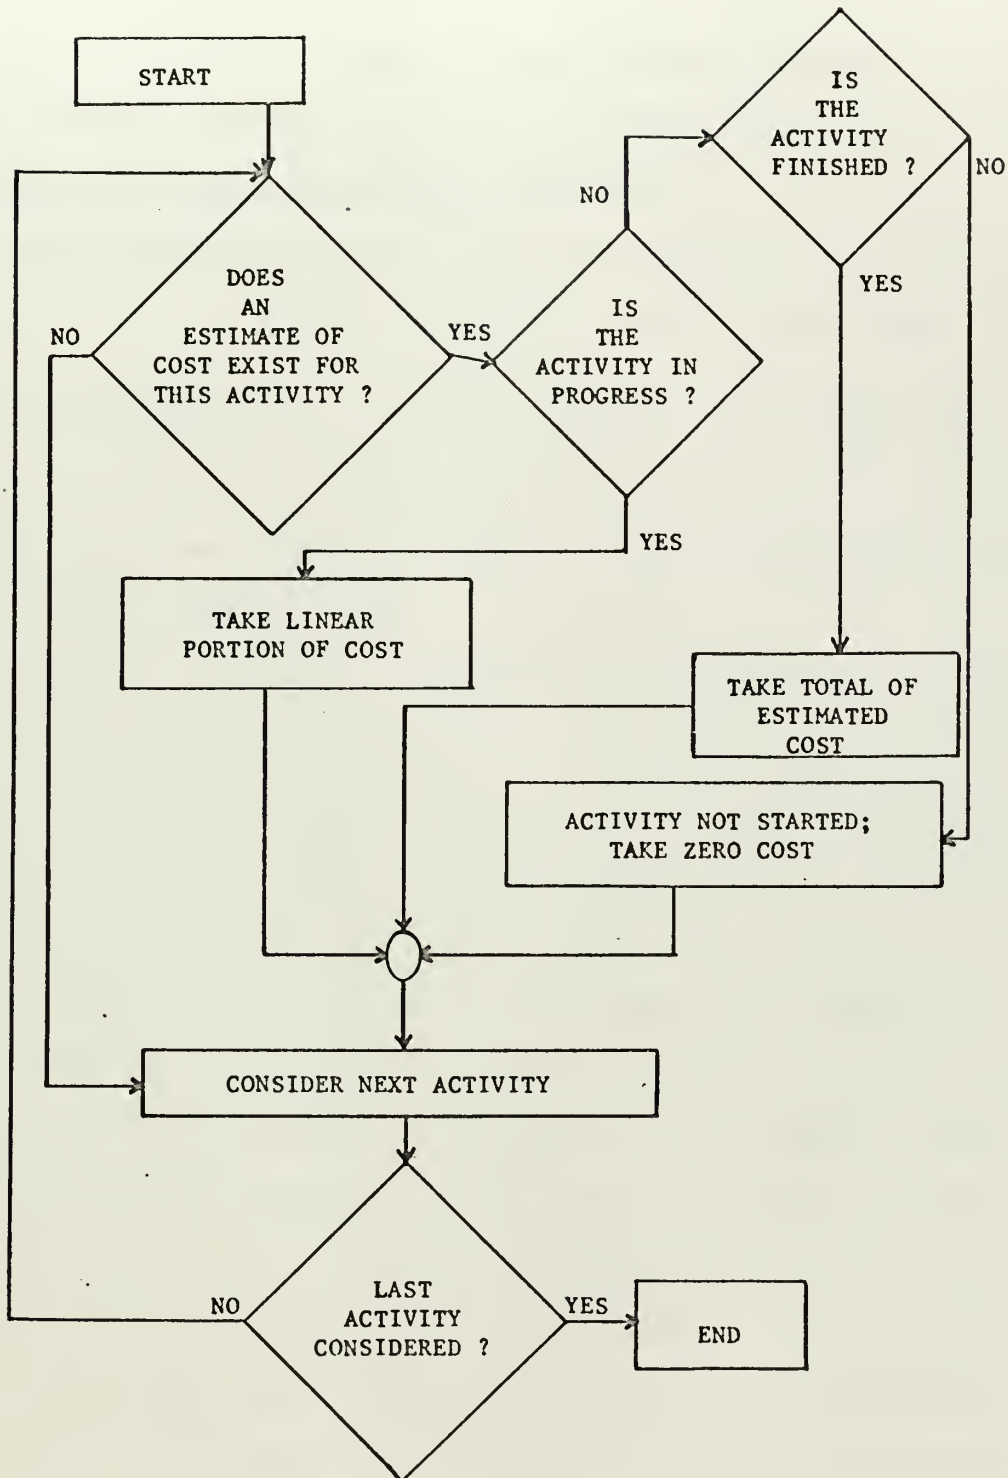 START
IS
THE
ACTIVITY
FINISHED ?
NO
YES
NO
DOES
AN
ESTIMATE OF
COST EXIST FOR
THIS ACTIVITY ?
NO
YES
IS
THE
ACTIVITY IN
PROGRESS ?
YES
TAKE LINEAR
PORTION OF COST
TAKE TOTAL OF
ESTIMATED
COST
ACTIVITY NOT STARTED;
TAKE ZERO COST
CONSIDER NEXT ACTIVITY
NO
LAST
ACTIVITY
CONSIDERED ?
YES
END